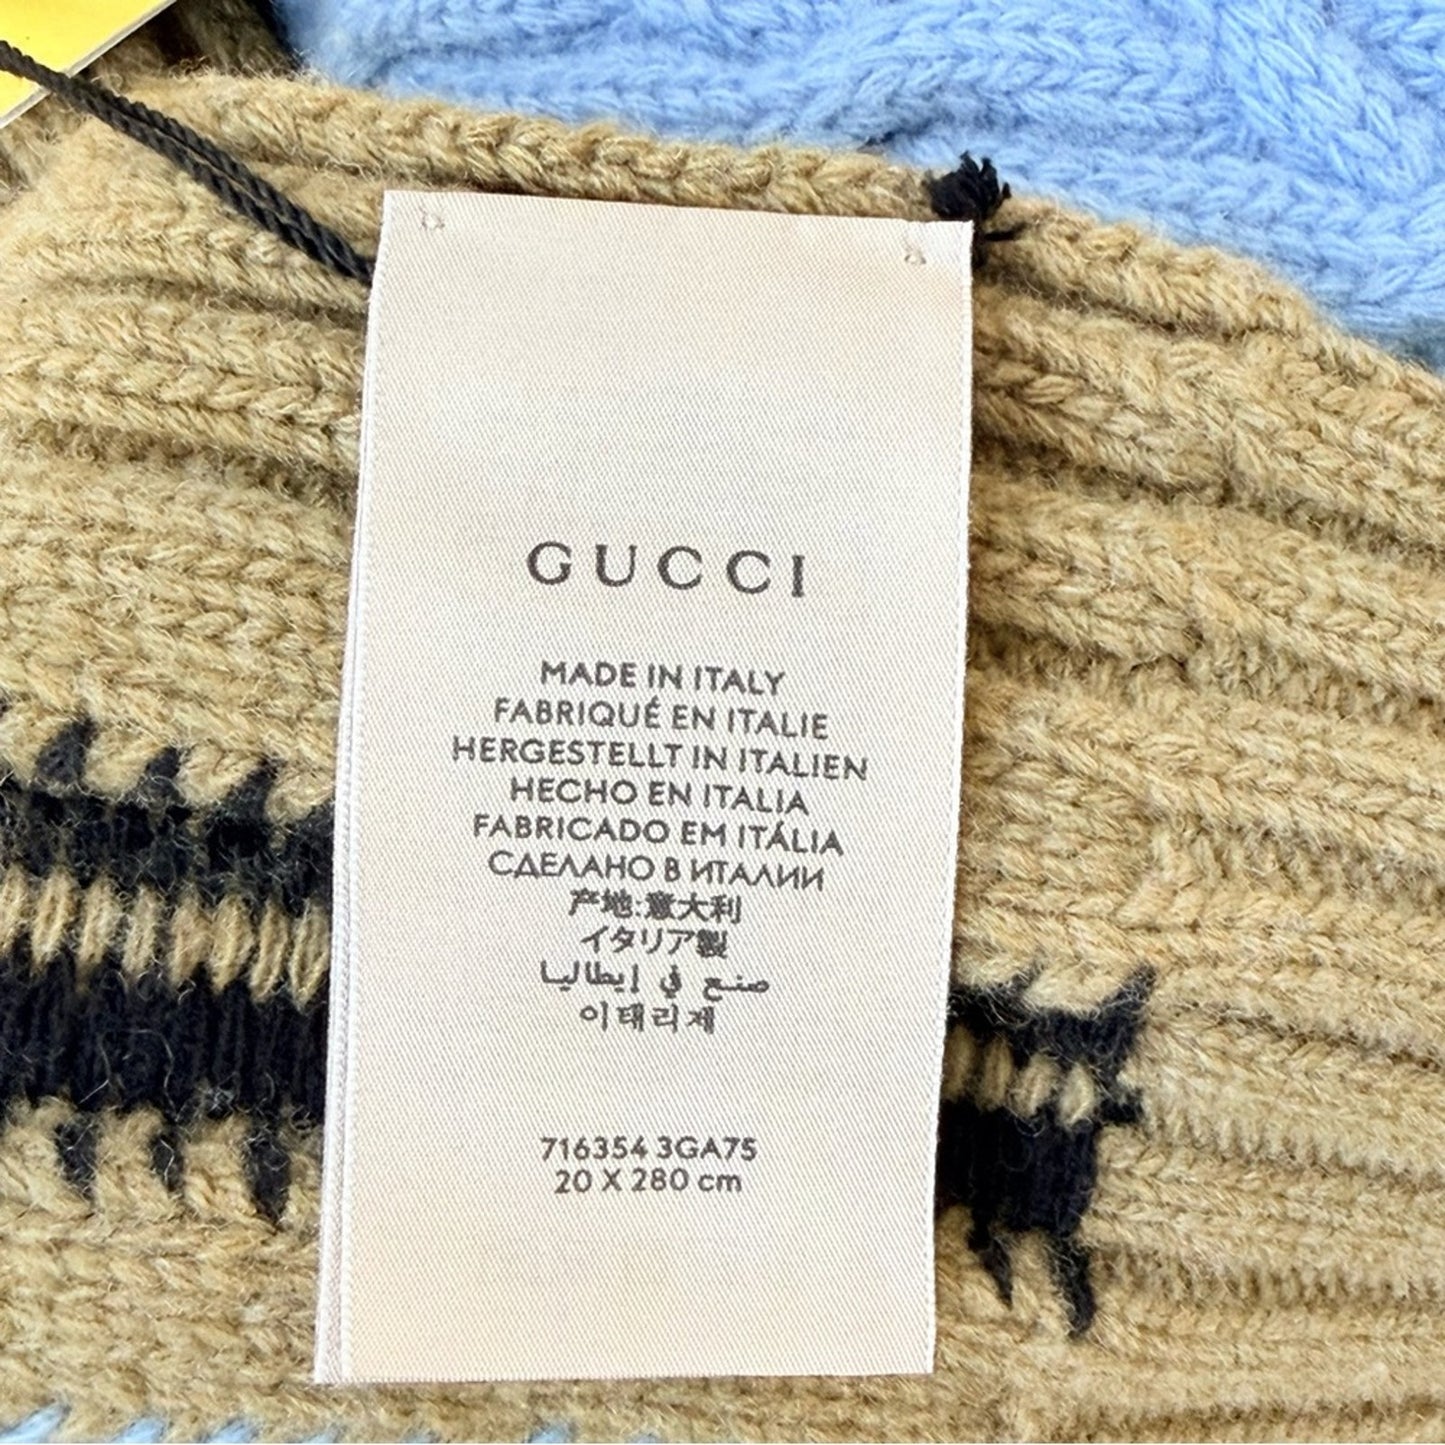 GUCCI
MADE IN ITALY
FABRIQUÉ EN ITALIE
HERGESTELLT IN ITALIEN
HECHO EN ITALIA
FABRICADO EM ITÁLIA
СДЕЛАНО В ИТАЛИИ
产地:意大利
イタリア製
صنع في إيطاليا
이태리제
716354 3GA75
20 X 280 cm